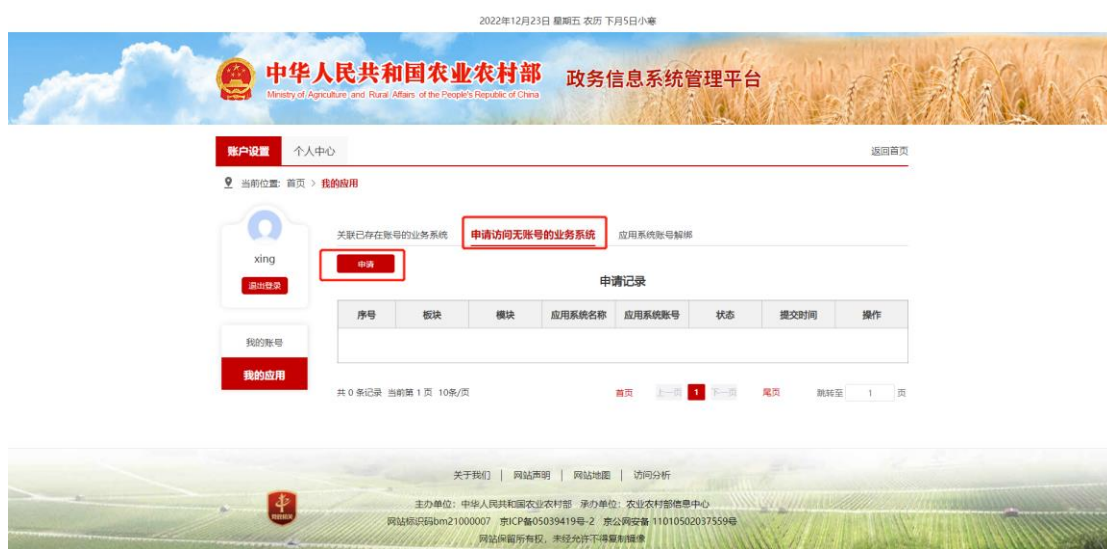 2022年12月23日 星期五 农历 下月5日小寒
中华人民共和国农业农村部
Ministry of Agriculture and Rural Affairs of the People's Republic of China
政务信息系统管理平台
账户设置 个人中心 返回首页
当前位置: 首页 > 我的应用
关联已存在账号的业务系统 申请访问无账号的业务系统 应用系统账号解绑
xing
退出登录
申请
申请记录
序号 板块 模块 应用系统名称 应用系统账号 状态 提交时间 操作
我的账号
我的应用
共 0 条记录 当前第 1 页 10条/页 首页 上一页 1 下一页 尾页 跳转至 1 页
关于我们 | 网站声明 | 网站地图 | 访问分析
主办单位: 中华人民共和国农业农村部 承办单位: 农业农村部信息中心
网站标识码bm21000007 京ICP备05039419号-2 京公网安备 11010502037559号
网站保留所有权, 未经允许不得复制镜像